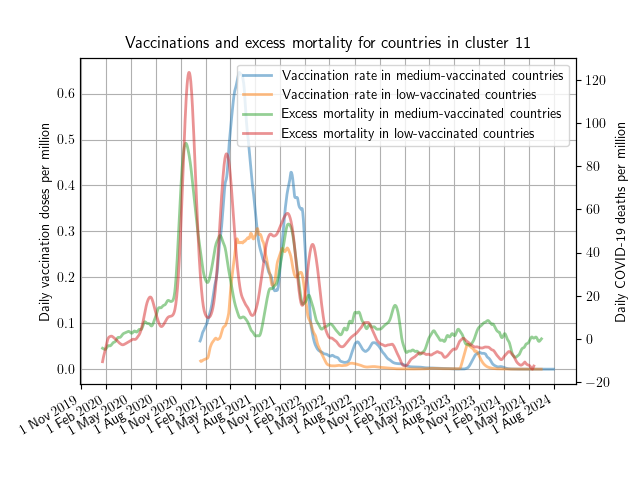 Vaccinations and excess mortality for countries in cluster 11
Vaccination rate in medium-vaccinated countries
Vaccination rate in low-vaccinated countries
Excess mortality in medium-vaccinated countries
Excess mortality in low-vaccinated countries
Daily vaccination doses per million
0.6
0.5
0.4
0.3
0.2
0.1
0.0
Daily COVID-19 deaths per million
120
100
80
60
40
20
0
−20
1 Nov 2019
1 Feb 2020
1 May 2020
1 Aug 2020
1 Nov 2020
1 Feb 2021
1 May 2021
1 Aug 2021
1 Nov 2021
1 Feb 2022
1 May 2022
1 Aug 2022
1 Nov 2022
1 Feb 2023
1 May 2023
1 Aug 2023
1 Nov 2023
1 Feb 2024
1 May 2024
1 Aug 2024